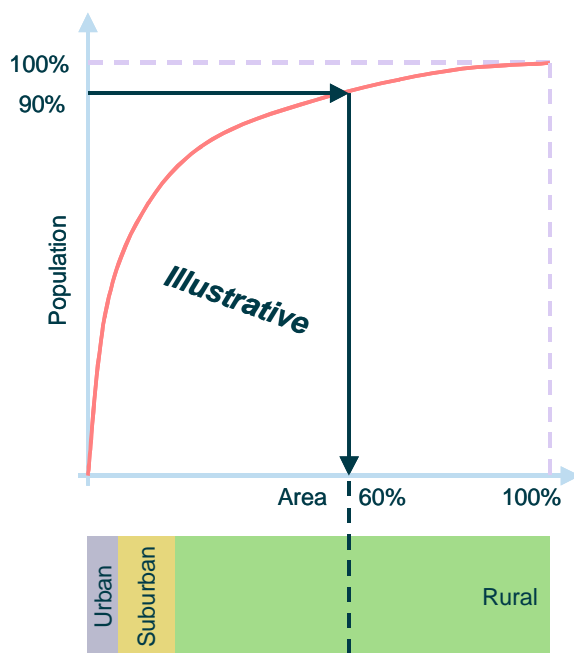 100%
90%
Population
Illustrative
Area
60%
100%
Urban
Suburban
Rural